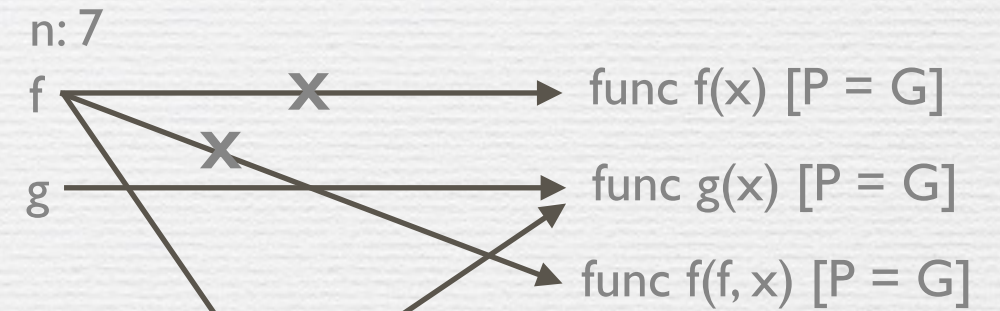 n: 7
f X func f(x) [P = G]
X
g func g(x) [P = G]
func f(f, x) [P = G]